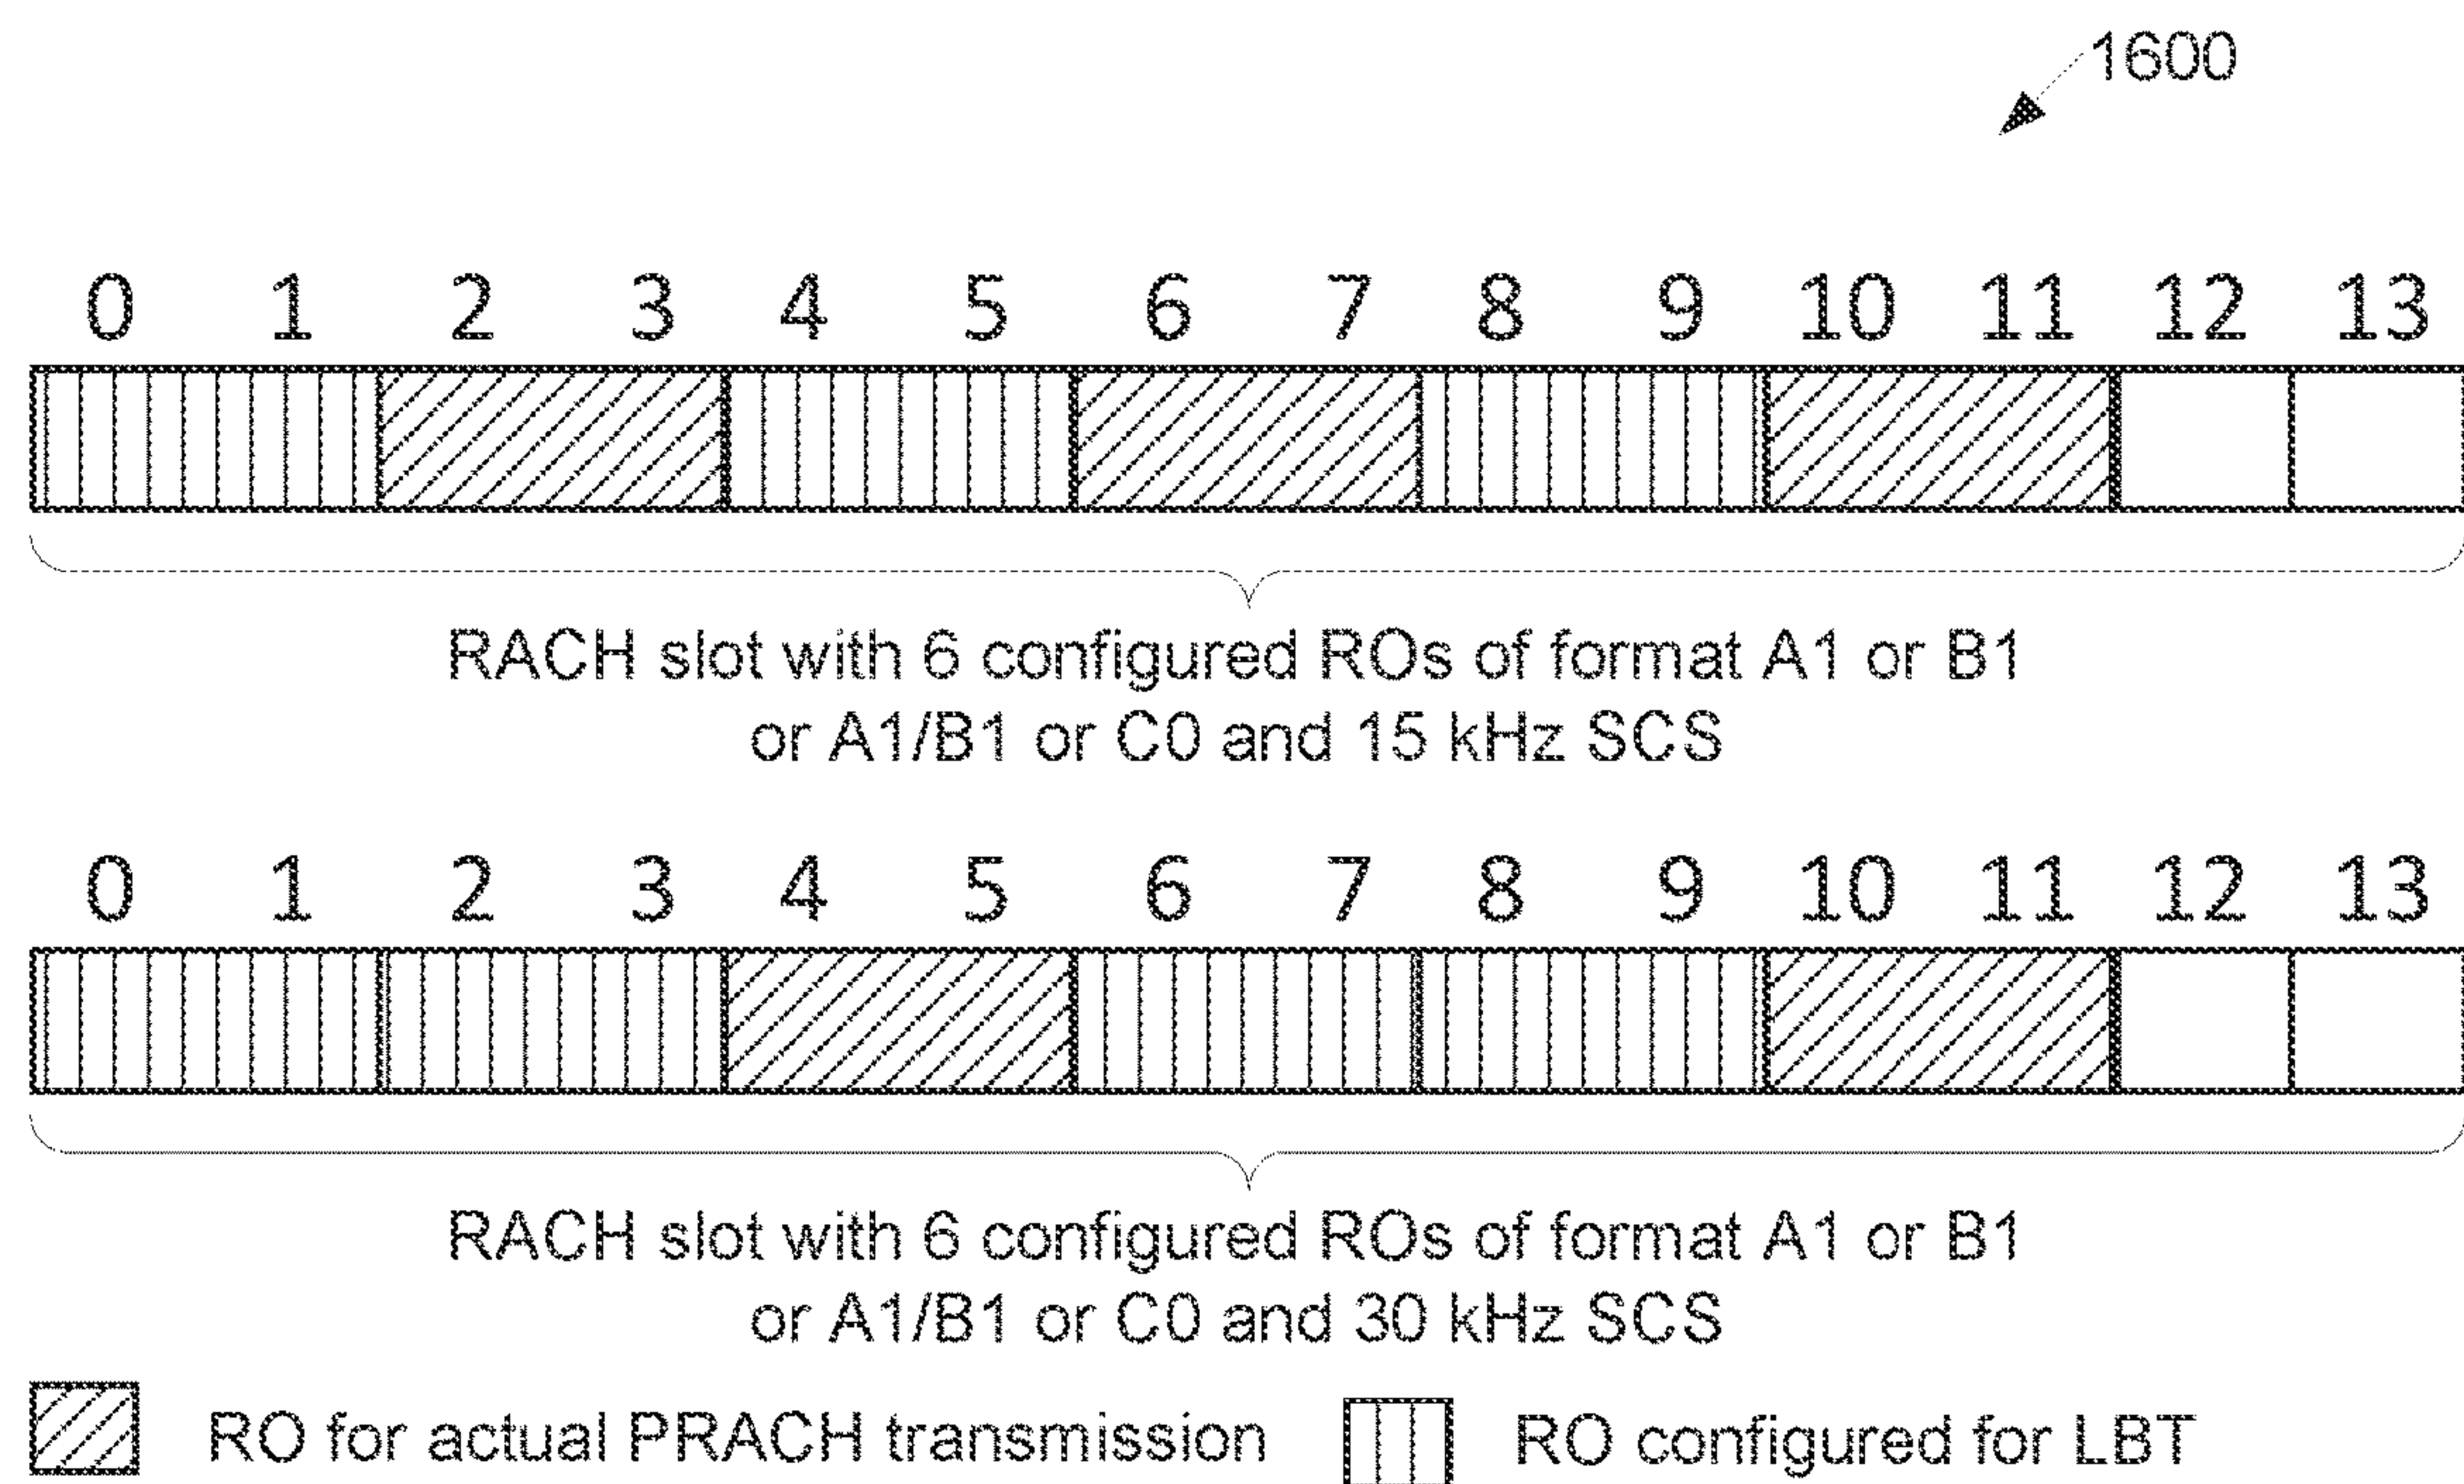 1600
0 1 2 3 4 5 6 7 8 9 10 11 12 13
RACH slot with 6 configured ROs of format A1 or B1
or A1/B1 or C0 and 15 kHz SCS
0 1 2 3 4 5 6 7 8 9 10 11 12 13
RACH slot with 6 configured ROs of format A1 or B1
or A1/B1 or C0 and 30 kHz SCS
RO for actual PRACH transmission RO configured for LBT